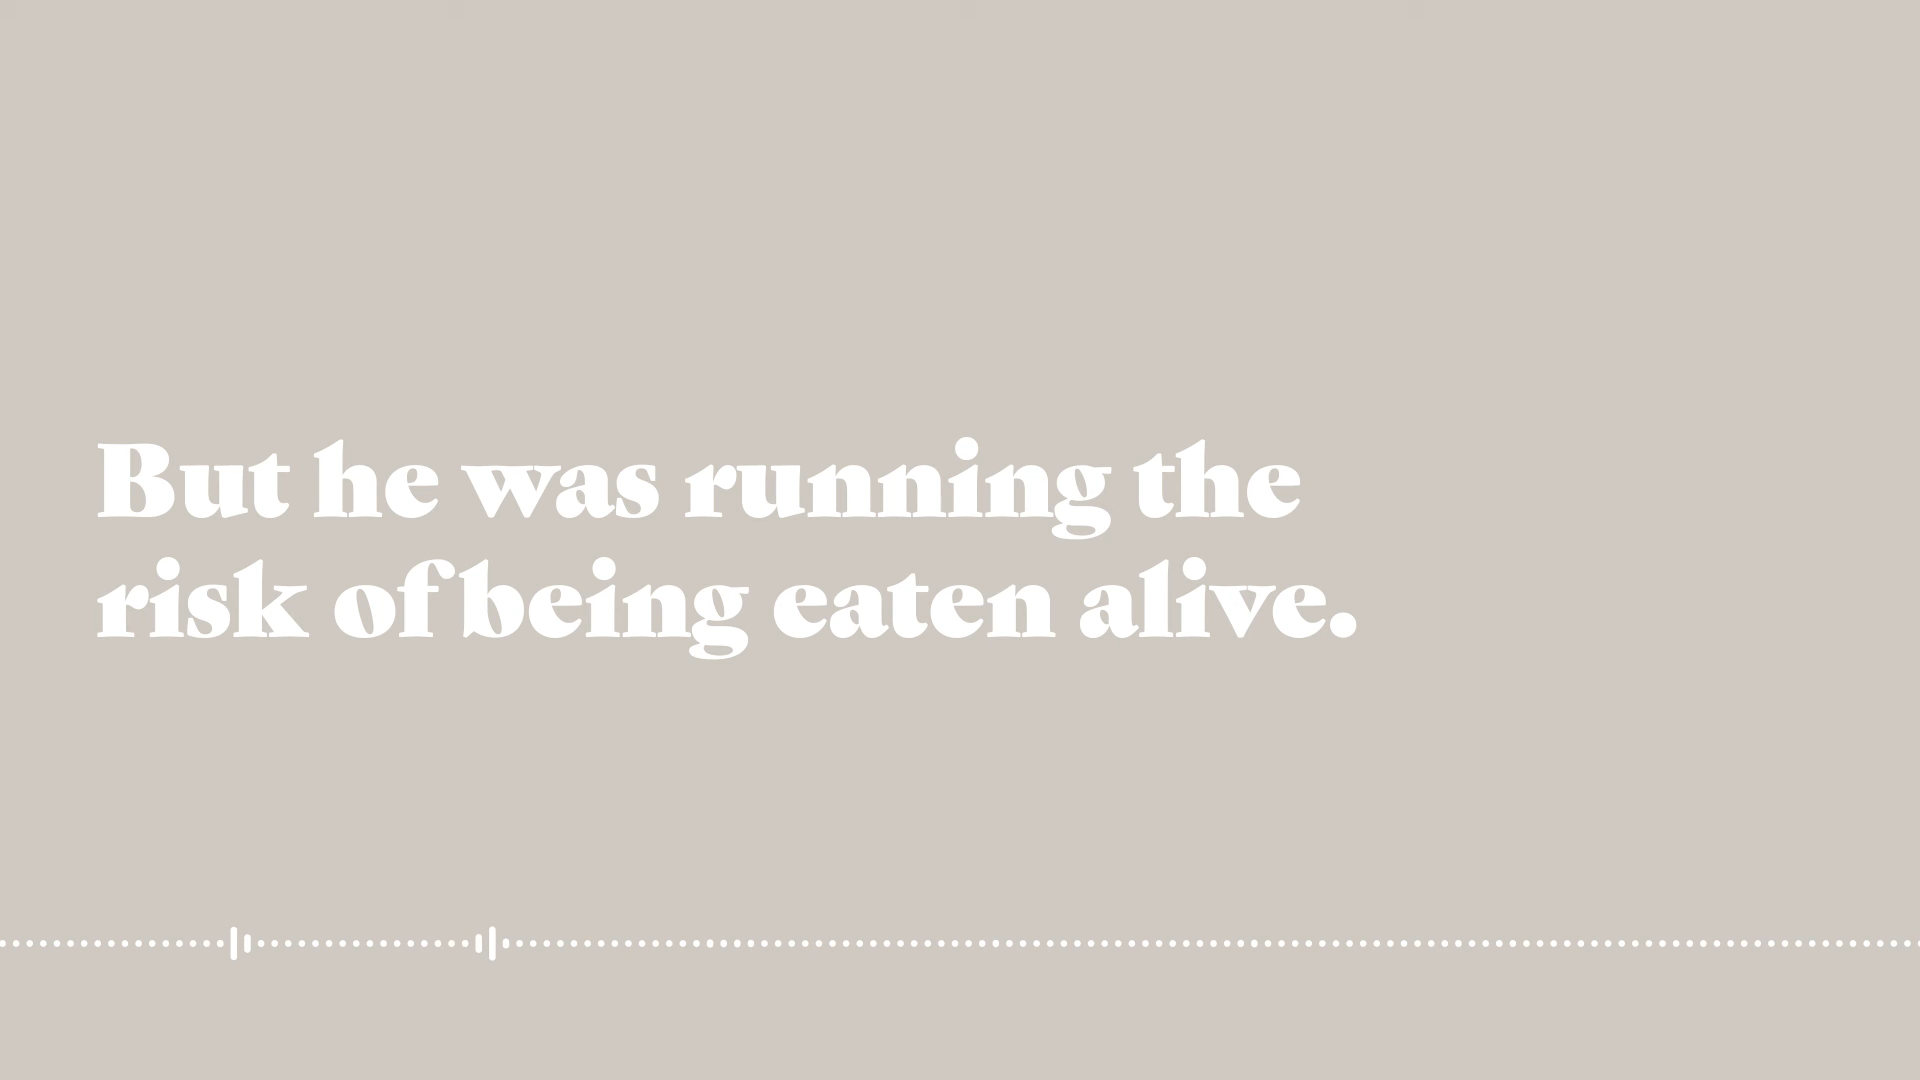 But he was running the
risk of being eaten alive.